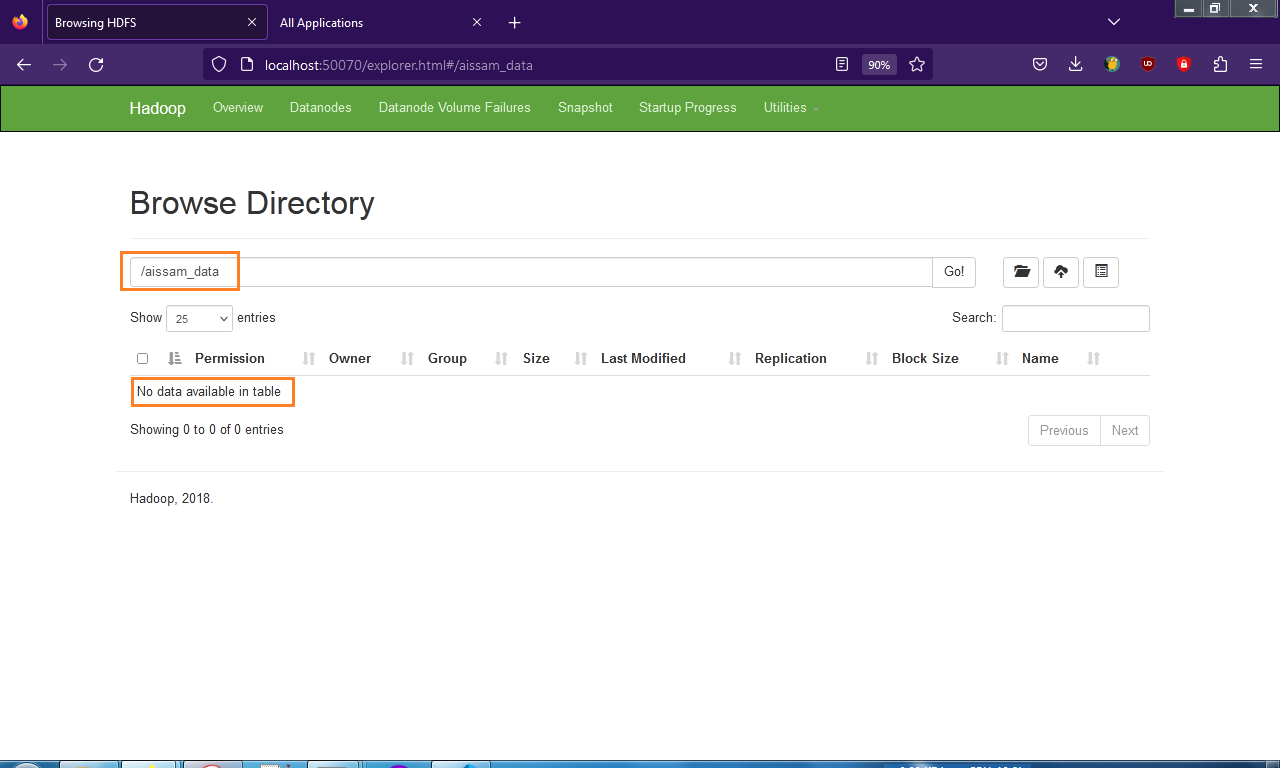 Browsing HDFS
All Applications
localhost:50070/explorer.html#/aissam_data
90%
Hadoop Overview Datanodes Datanode Volume Failures Snapshot Startup Progress Utilities
Browse Directory
/aissam_data Go!
Show 25 entries Search:
Permission Owner Group Size Last Modified Replication Block Size Name
No data available in table
Showing 0 to 0 of 0 entries Previous Next
Hadoop, 2018.